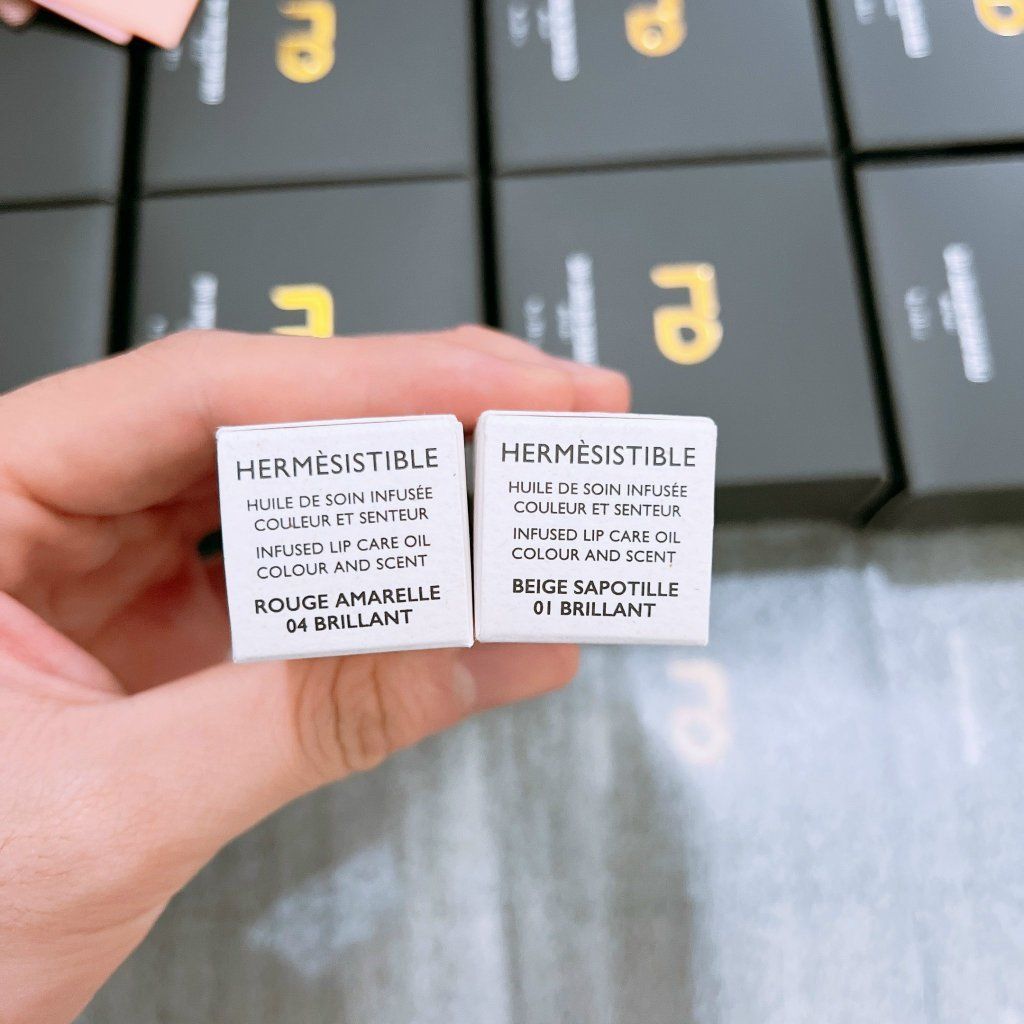 HERMÈSISTIBLE
HUILE DE SOIN INFUSÉE
COULEUR ET SENTEUR
INFUSED LIP CARE OIL
COLOUR AND SCENT
ROUGE AMARELLE
04 BRILLANT
HERMÈSISTIBLE
HUILE DE SOIN INFUSÉE
COULEUR ET SENTEUR
INFUSED LIP CARE OIL
COLOUR AND SCENT
BEIGE SAPOTILLE
01 BRILLANT